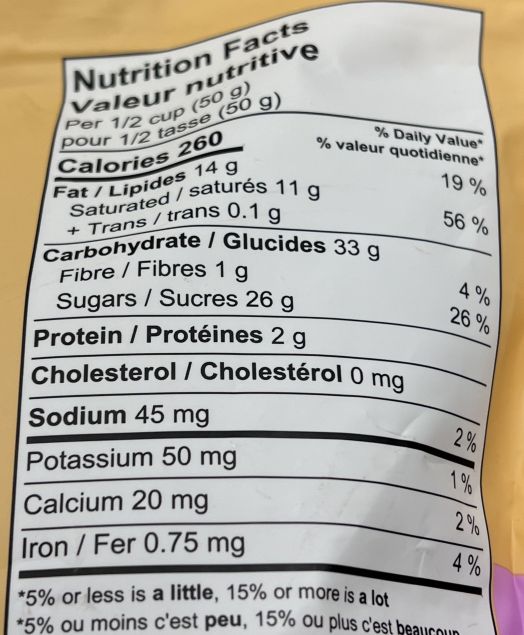 Nutrition Facts
Valeur nutritive
Per 1/2 cup (50 g)
pour 1/2 tasse (50 g)
% Daily Value*
% valeur quotidienne*
Calories 260
Fat / Lipides 14 g 19 %
Saturated / saturés 11 g
+ Trans / trans 0.1 g 56 %
Carbohydrate / Glucides 33 g
Fibre / Fibres 1 g 4 %
Sugars / Sucres 26 g 26 %
Protein / Protéines 2 g
Cholesterol / Cholestérol 0 mg
Sodium 45 mg 2 %
Potassium 50 mg 1 %
Calcium 20 mg 2 %
Iron / Fer 0.75 mg 4 %
*5% or less is a little, 15% or more is a lot
*5% ou moins c'est peu, 15% ou plus c'est beaucoup